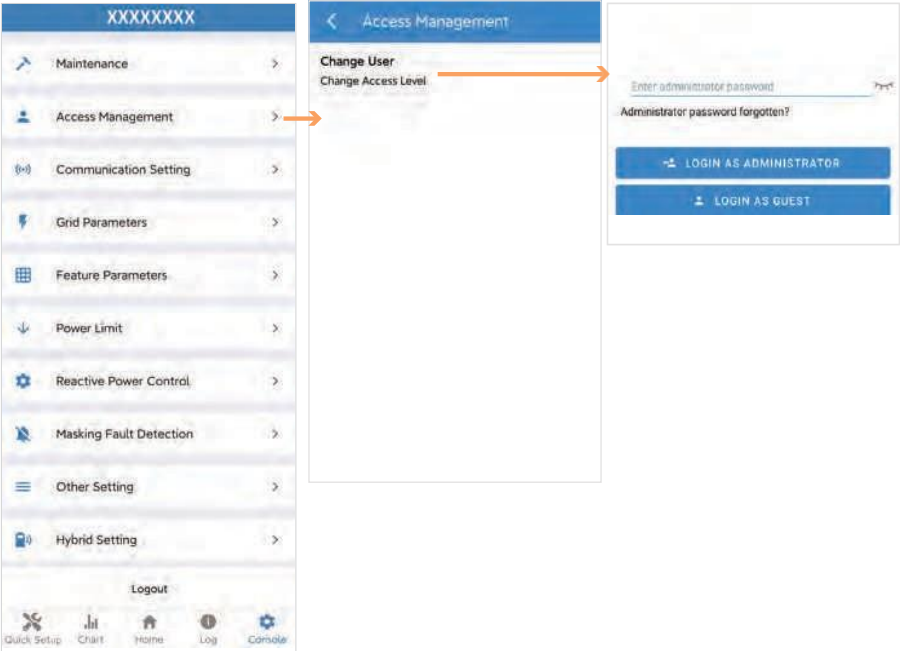 XXXXXXXX
Maintenance
Access Management
Communication Setting
Grid Parameters
Feature Parameters
Power Limit
Reactive Power Control
Masking Fault Detection
Other Setting
Hybrid Setting
Logout
Quick Setup
Chart
Home
Log
Console
Access Management
Change User
Change Access Level
Enter administrator password
Administrator password forgotten?
LOGIN AS ADMINISTRATOR
LOGIN AS GUEST